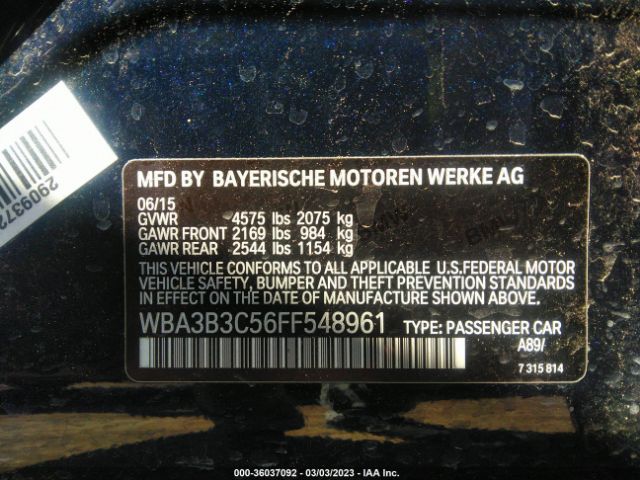 2909372
MFD BY BAYERISCHE MOTOREN WERKE AG
06/15
GVWR 4575 lbs 2075 kg
GAWR FRONT 2169 lbs 984 kg
GAWR REAR 2544 lbs 1154 kg
THIS VEHICLE CONFORMS TO ALL APPLICABLE U.S.FEDERAL MOTOR
VEHICLE SAFETY, BUMPER AND THEFT PREVENTION STANDARDS
IN EFFECT ON THE DATE OF MANUFACTURE SHOWN ABOVE.
WBA3B3C56FF548961 TYPE: PASSENGER CAR
A89/
7 315 814
000-36037092 — 03/03/2023 — IAA Inc.